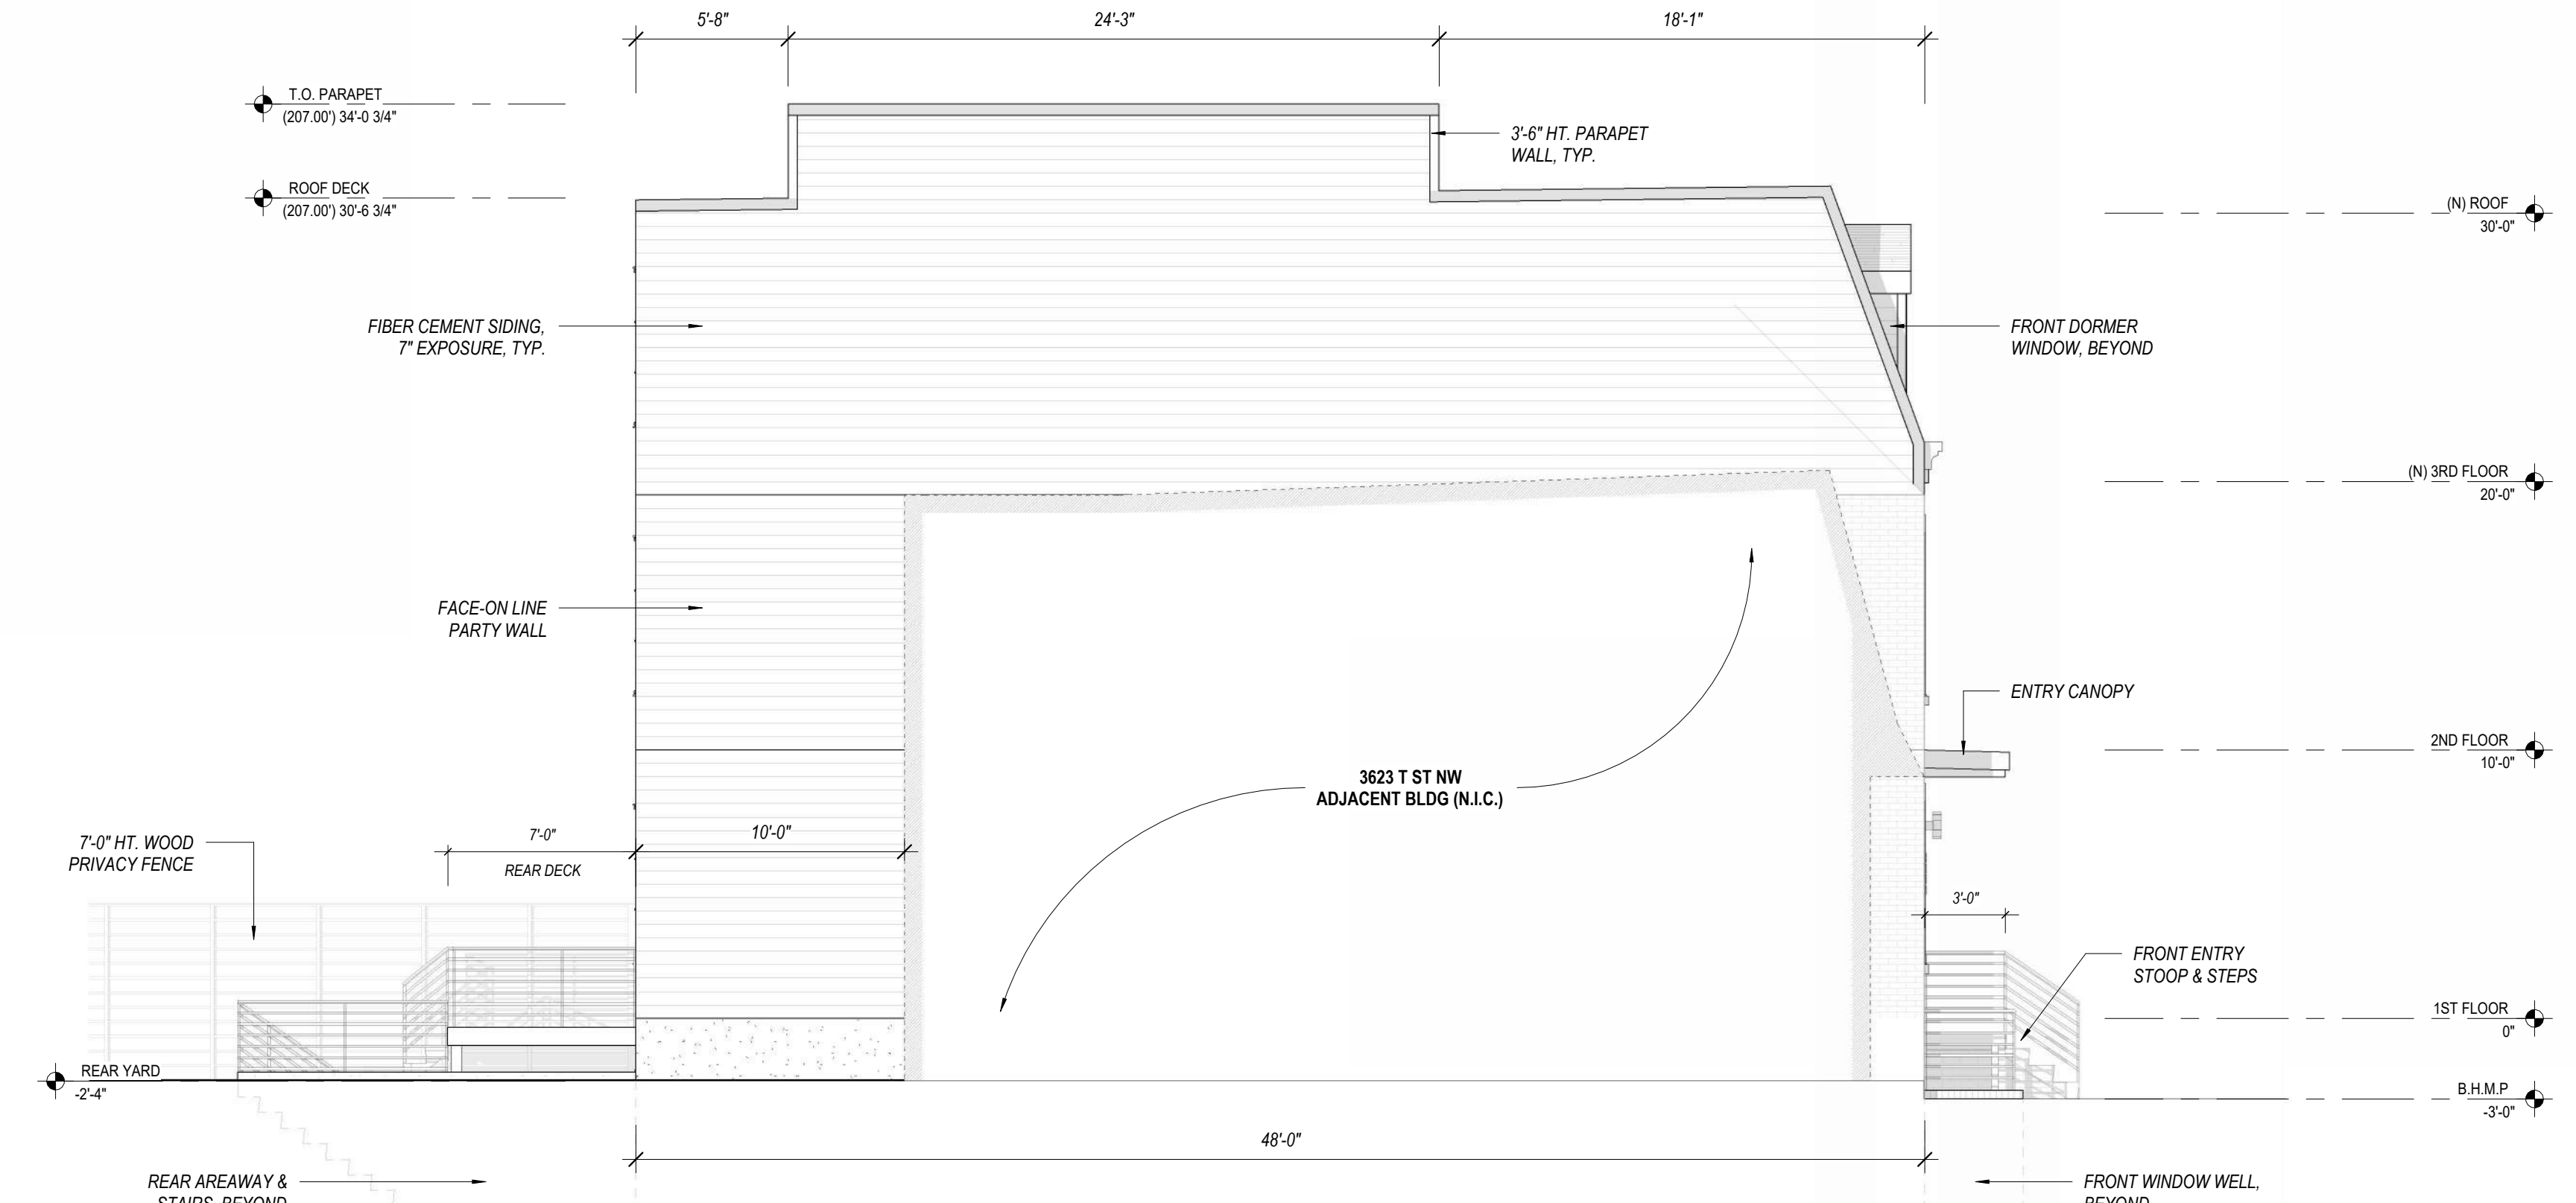 5'-8"
24'-3"
18'-1"
T.O. PARAPET
(207.00') 34'-0 3/4"
3'-6" HT. PARAPET
WALL, TYP.
ROOF DECK
(207.00') 30'-6 3/4"
(N) ROOF
30'-0"
FIBER CEMENT SIDING,
7" EXPOSURE, TYP.
FRONT DORMER
WINDOW, BEYOND
(N) 3RD FLOOR
20'-0"
FACE-ON LINE
PARTY WALL
ENTRY CANOPY
2ND FLOOR
10'-0"
3623 T ST NW
ADJACENT BLDG (N.I.C.)
7'-0" HT. WOOD
PRIVACY FENCE
7'-0"
REAR DECK
10'-0"
3'-0"
FRONT ENTRY
STOOP & STEPS
1ST FLOOR
0"
REAR YARD
-2'-4"
B.H.M.P
-3'-0"
48'-0"
REAR AREAWAY &
STAIRS, BEYOND
FRONT WINDOW WELL,
BEYOND